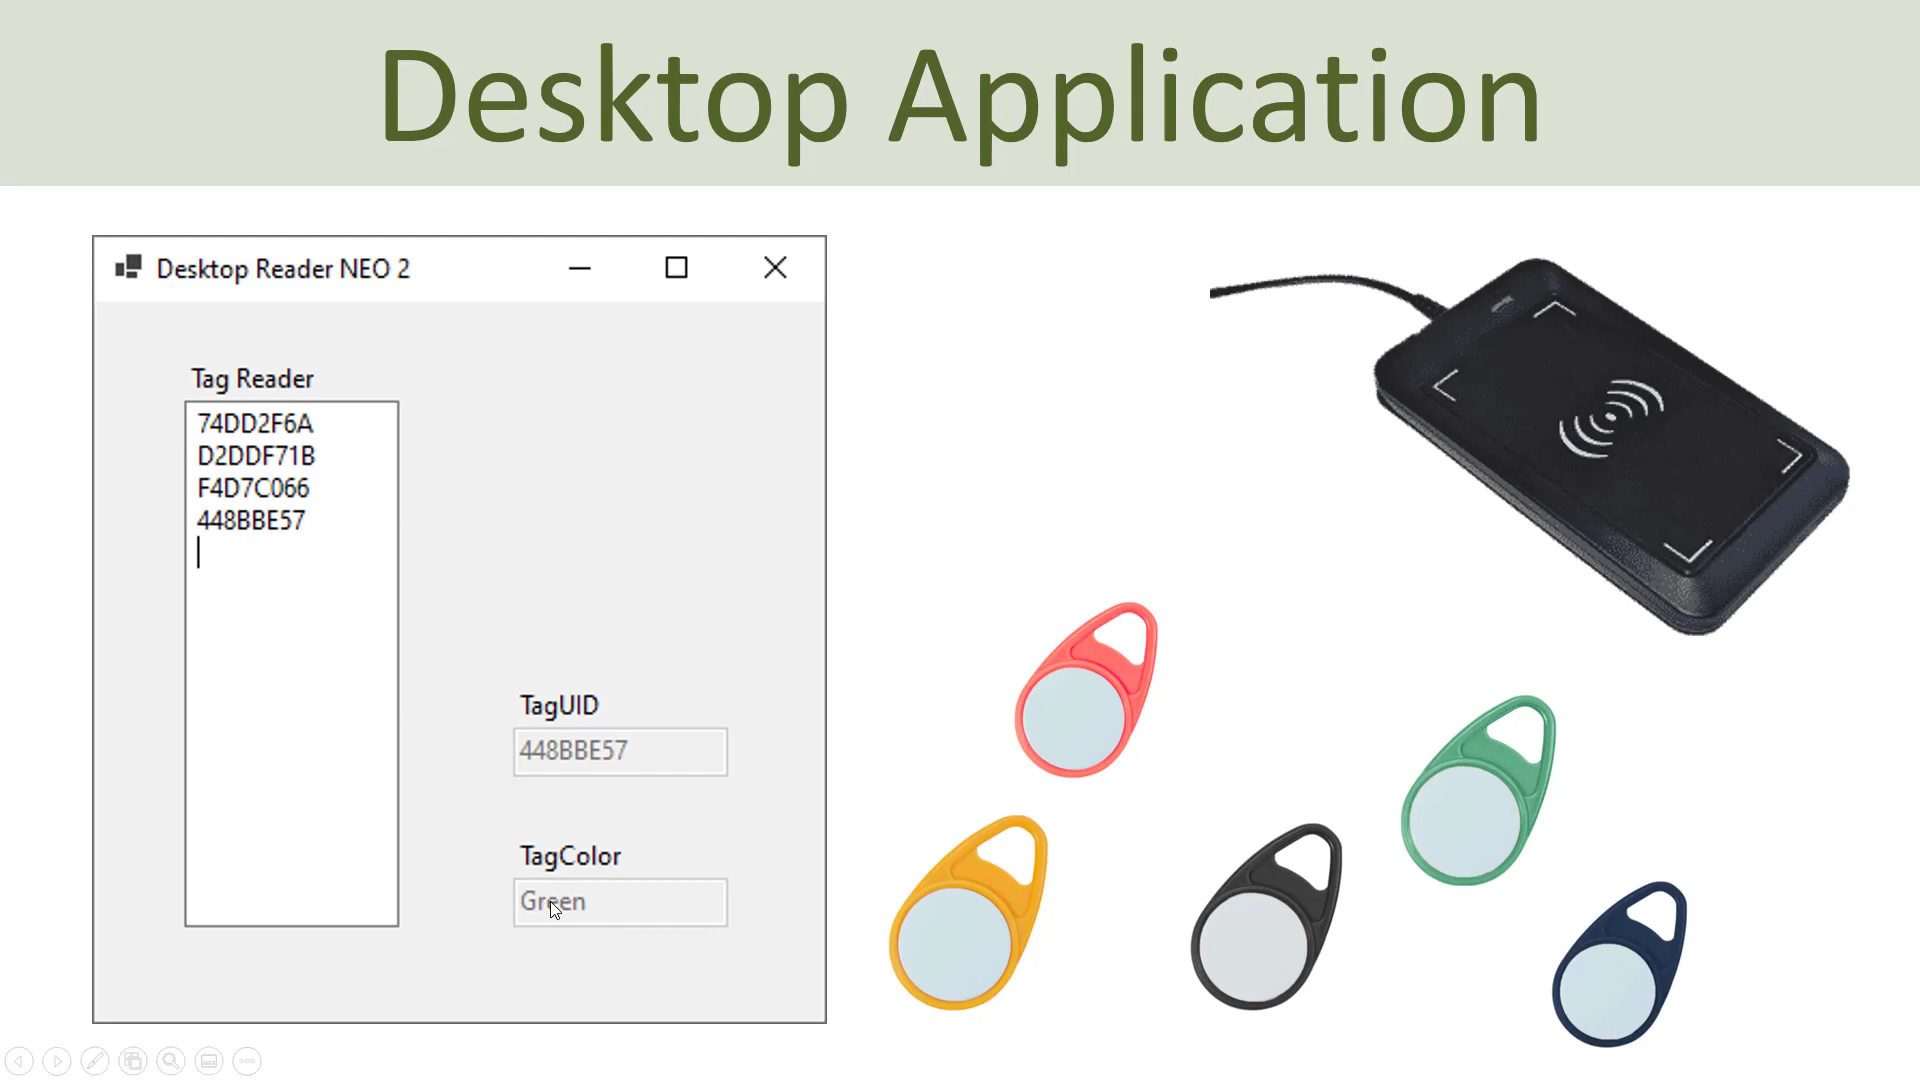 Desktop Application
Desktop Reader NEO 2
Tag Reader
74DD2F6A
D2DDF71B
F4D7C066
448BBE57
TagUID
448BBE57
TagColor
Green